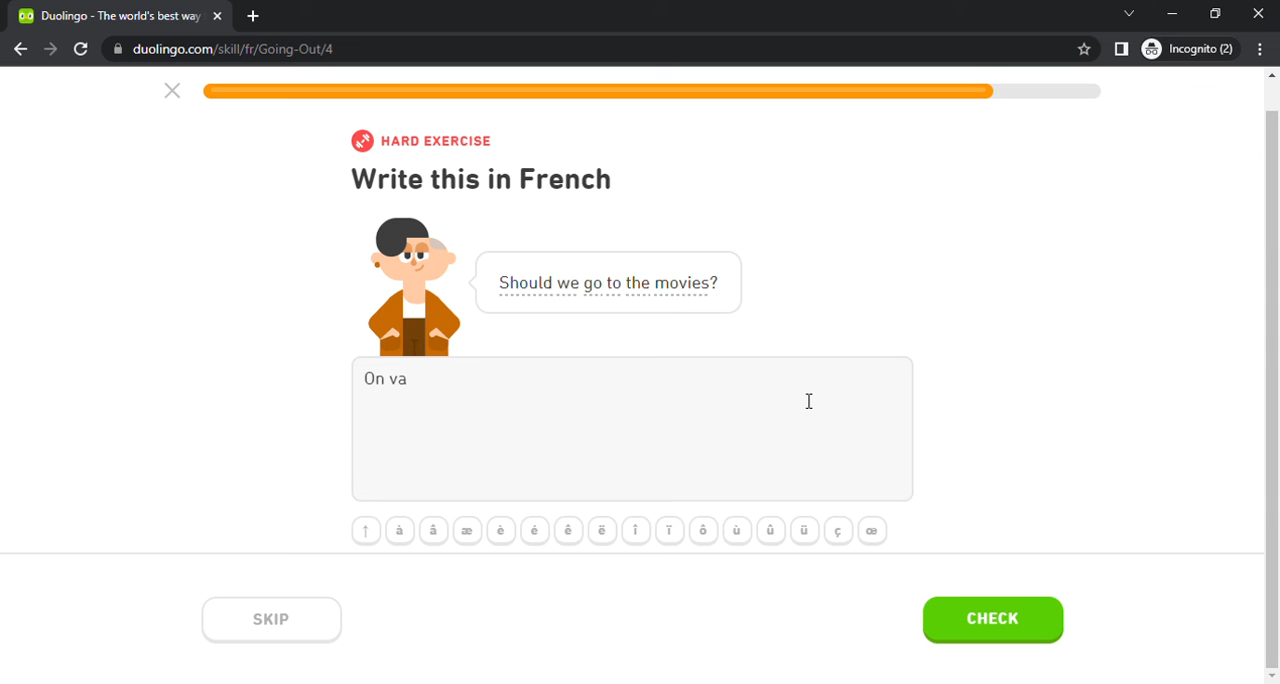 Duolingo - The world's best way
duolingo.com/skill/fr/Going-Out/4
Incognito (2)
HARD EXERCISE
Write this in French
Should we go to the movies?
On va
↑ à â æ è é ê ë î ï ô ù û ü ç œ
SKIP
CHECK